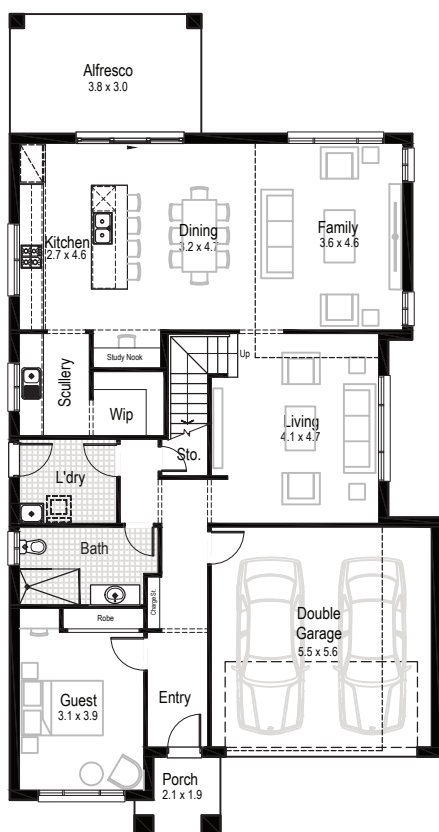 Alfresco
3.8 x 3.0
Kitchen
2.7 x 4.6
Dining
3.2 x 4.7
Family
3.6 x 4.6
Study Nook
Up
Scullery
Wip
Living
4.1 x 4.7
Sto.
L'dry
Bath
Charge St.
Robe
Double
Garage
5.5 x 5.6
Guest
3.1 x 3.9
Entry
Porch
2.1 x 1.9